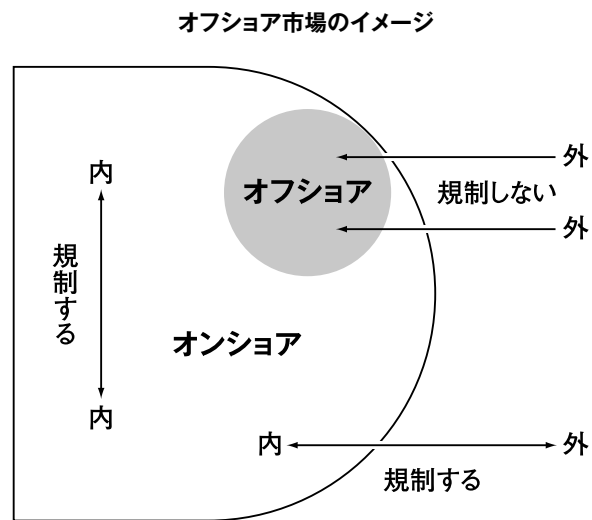 オフショア市場のイメージ
外
内
オフショア
規制しない
外
規制する
オンショア
内
内
外
規制する